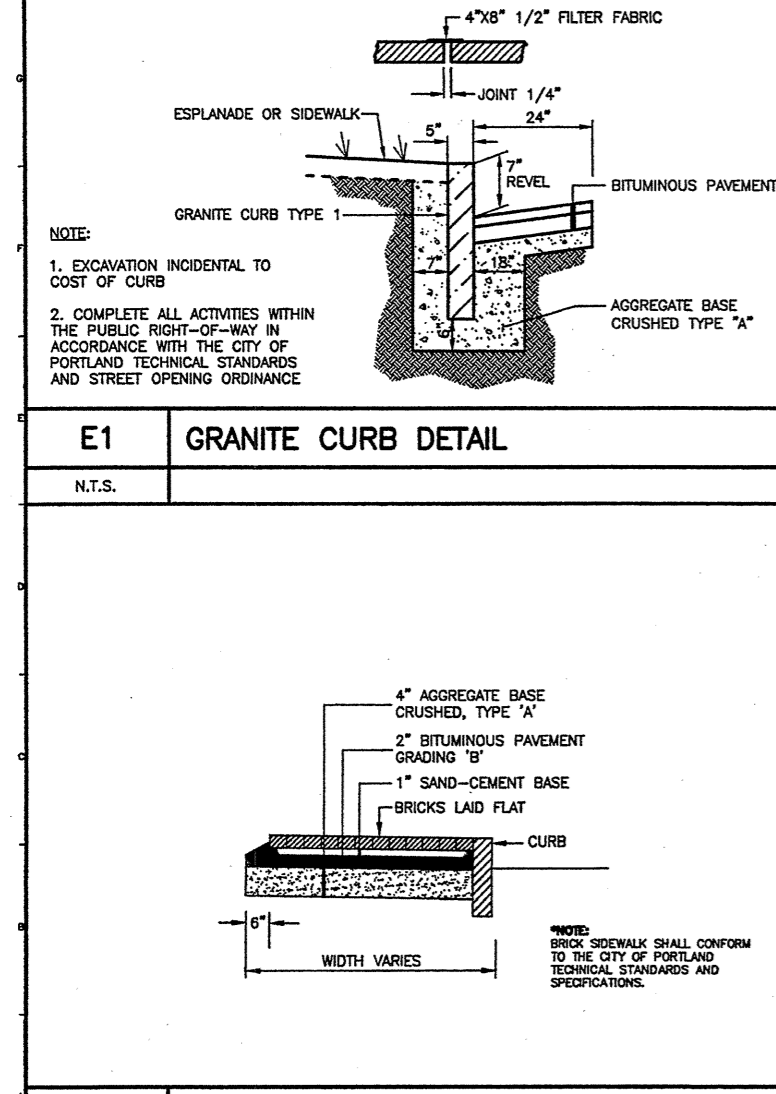 4"X8" 1/2" FILTER FABRIC
JOINT 1/4"
ESPLANADE OR SIDEWALK
5"
24"
7"
REVEL
BITUMINOUS PAVEMENT
GRANITE CURB TYPE 1
NOTE:
1. EXCAVATION INCIDENTAL TO
COST OF CURB
7"
18"
2. COMPLETE ALL ACTIVITIES WITHIN
THE PUBLIC RIGHT-OF-WAY IN
ACCORDANCE WITH THE CITY OF
PORTLAND TECHNICAL STANDARDS
AND STREET OPENING ORDINANCE
AGGREGATE BASE
CRUSHED TYPE "A"
6"
E1
GRANITE CURB DETAIL
N.T.S.
4" AGGREGATE BASE
CRUSHED, TYPE 'A'
2" BITUMINOUS PAVEMENT
GRADING 'B'
1" SAND-CEMENT BASE
BRICKS LAID FLAT
CURB
6"
WIDTH VARIES
*NOTE:
BRICK SIDEWALK SHALL CONFORM
TO THE CITY OF PORTLAND
TECHNICAL STANDARDS AND
SPECIFICATIONS.
G
F
E
D
C
B